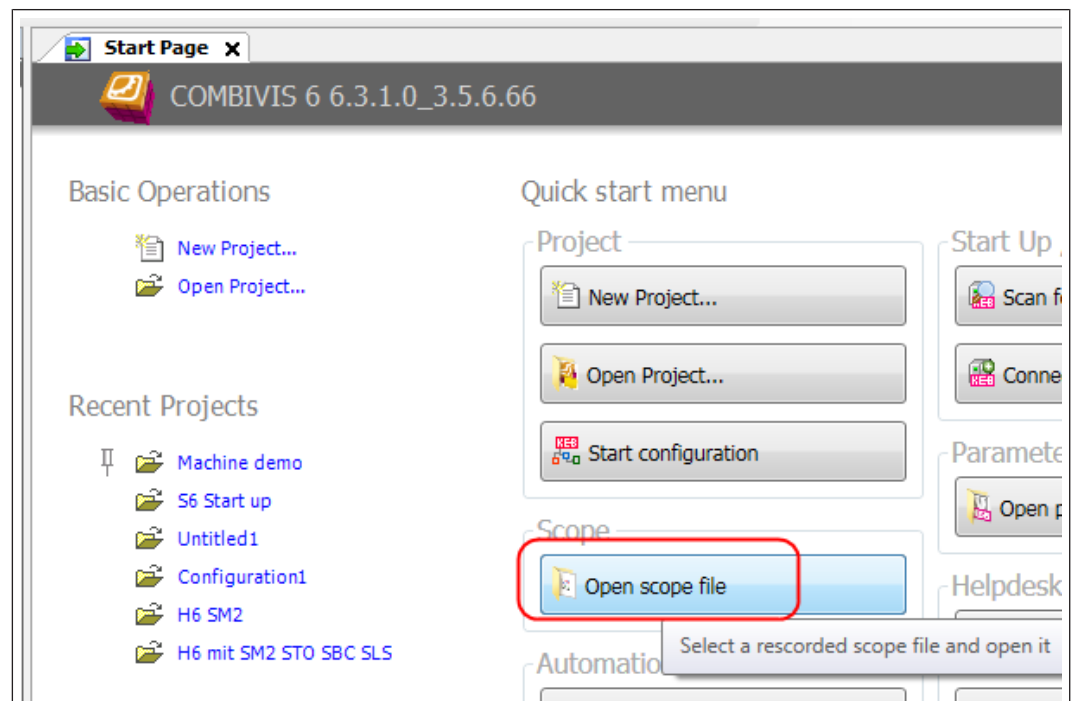 Start Page x
COMBIVIS 6 6.3.1.0_3.5.6.66
Basic Operations
New Project...
Open Project...
Recent Projects
Machine demo
S6 Start up
Untitled1
Configuration1
H6 SM2
H6 mit SM2 STO SBC SLS
Quick start menu
Project
New Project...
Open Project...
KEB
Start configuration
Scope
Open scope file
Select a rescorded scope file and open it
Automatio
Start Up
KEB
Scan f
KEB
Conne
Paramete
Open p
Helpdesk